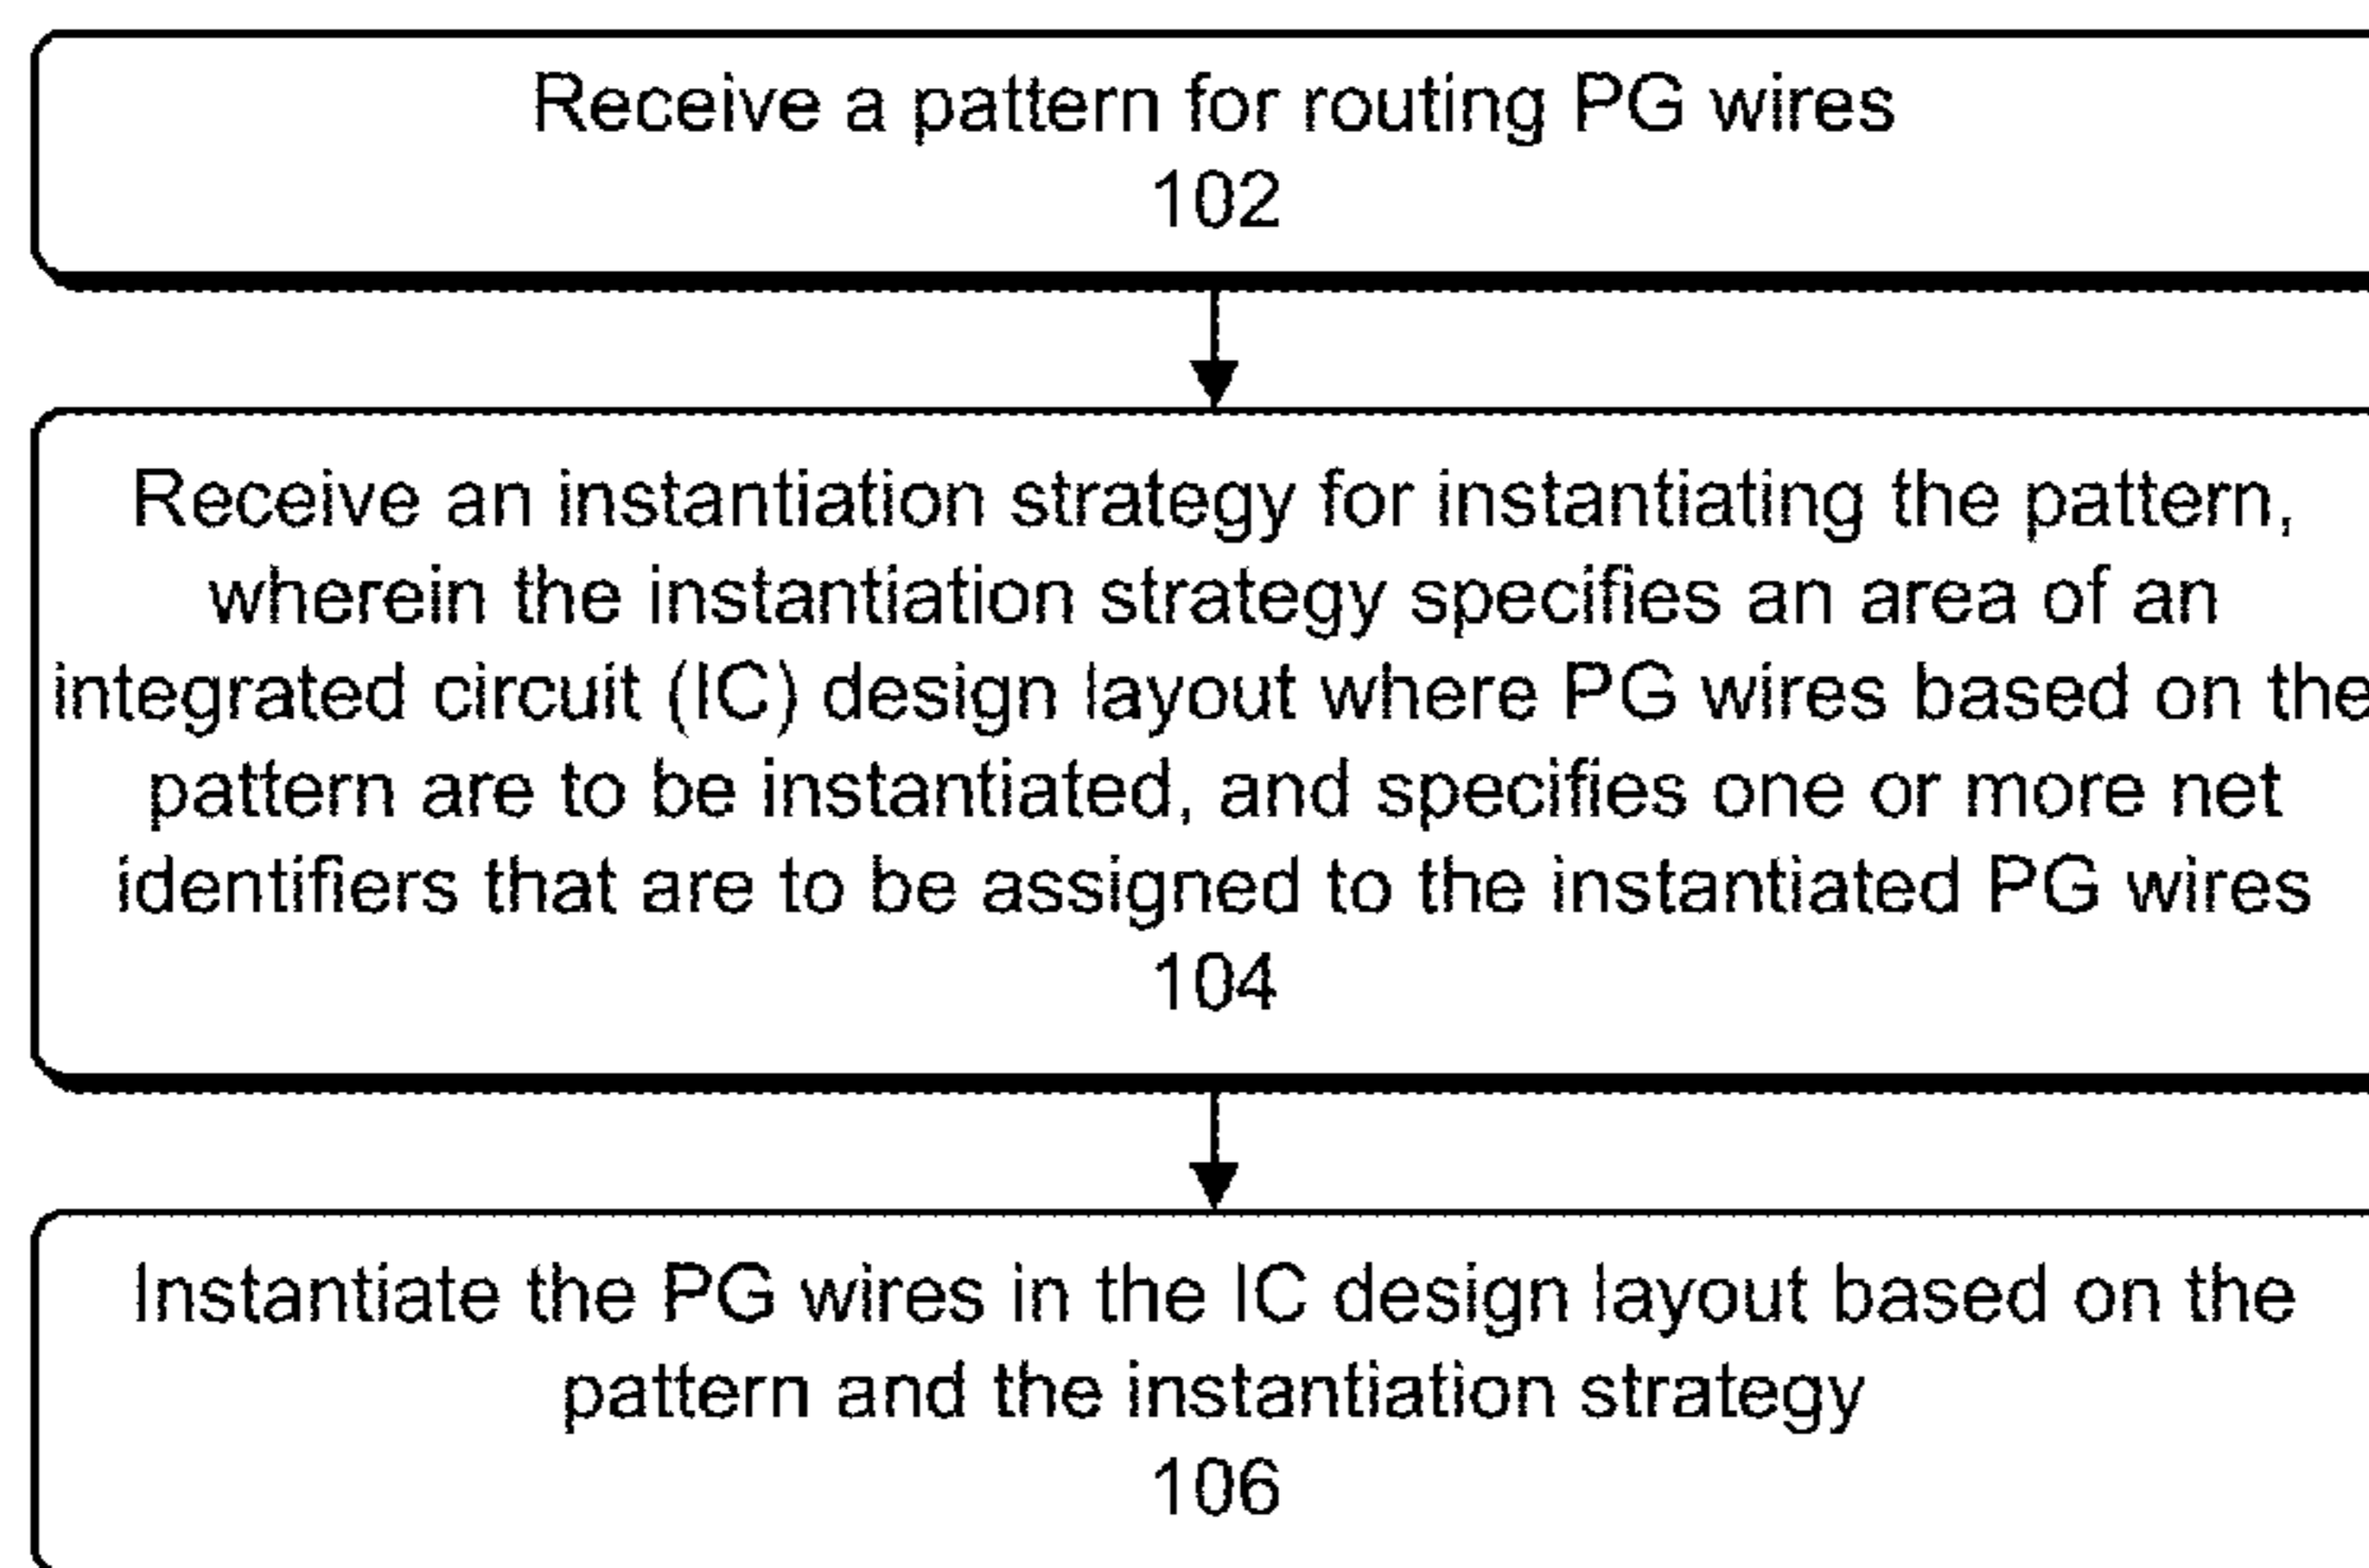 Receive a pattern for routing PG wires
102
Receive an instantiation strategy for instantiating the pattern,
wherein the instantiation strategy specifies an area of an
integrated circuit (IC) design layout where PG wires based on the
pattern are to be instantiated, and specifies one or more net
identifiers that are to be assigned to the instantiated PG wires
104
Instantiate the PG wires in the IC design layout based on the
pattern and the instantiation strategy
106